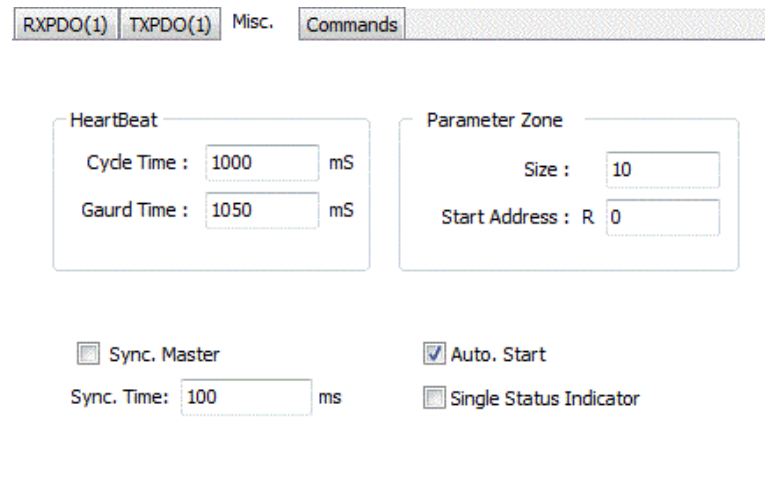 RXPDO(1) TXPDO(1) Misc. Commands
HeartBeat
Cycle Time : 1000 mS
Gaurd Time : 1050 mS
Parameter Zone
Size : 10
Start Address : R 0
Sync. Master
Sync. Time: 100 ms
Auto. Start
Single Status Indicator